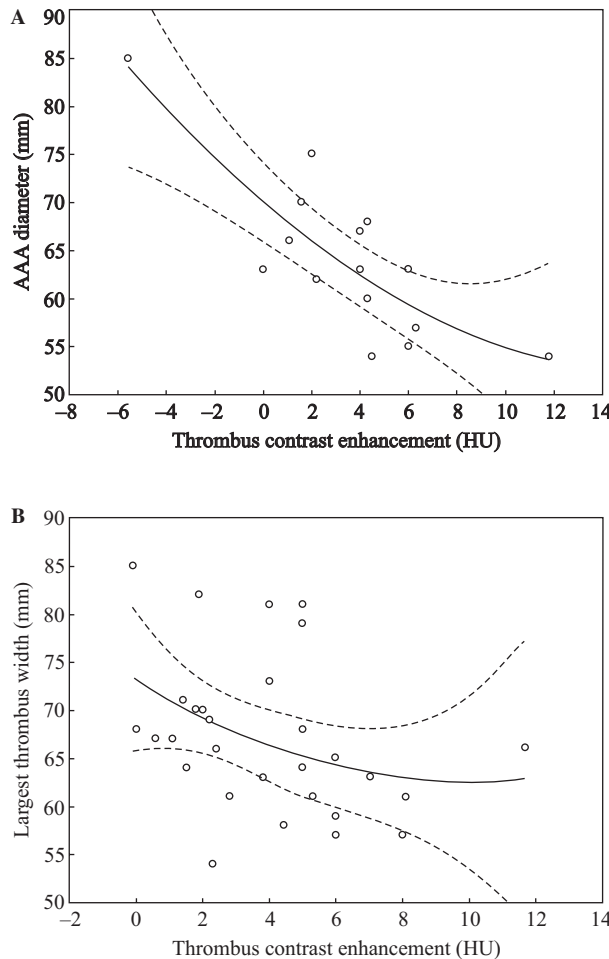 A
90
85
80
75
70
65
60
55
50
AAA diameter (mm)
–8 –6 –4 –2 0 2 4 6 8 10 12 14
Thrombus contrast enhancement (HU)
B
90
85
80
75
70
65
60
55
50
Largest thrombus width (mm)
–2 0 2 4 6 8 10 12 14
Thrombus contrast enhancement (HU)